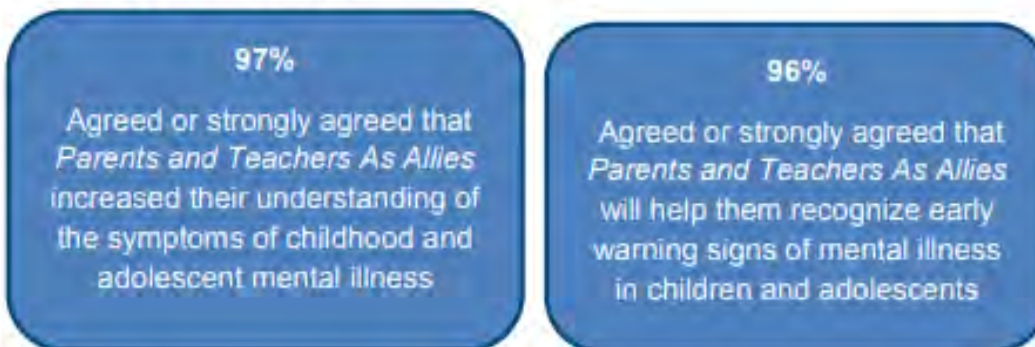 97%
Agreed or strongly agreed that
Parents and Teachers As Allies
increased their understanding of
the symptoms of childhood and
adolescent mental illness
96%
Agreed or strongly agreed that
Parents and Teachers As Allies
will help them recognize early
warning signs of mental illness
in children and adolescents